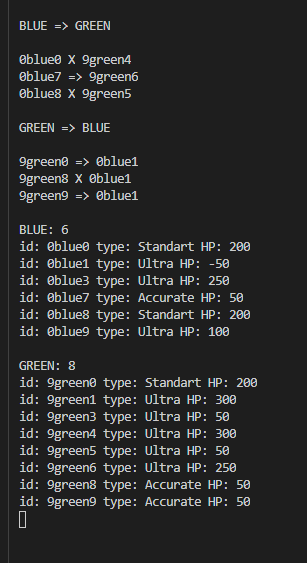 BLUE => GREEN
0blue0 X 9green4
0blue7 => 9green6
0blue8 X 9green5
GREEN => BLUE
9green0 => 0blue1
9green8 X 0blue1
9green9 => 0blue1
BLUE: 6
id: 0blue0 type: Standart HP: 200
id: 0blue1 type: Ultra HP: -50
id: 0blue3 type: Ultra HP: 250
id: 0blue7 type: Accurate HP: 50
id: 0blue8 type: Standart HP: 200
id: 0blue9 type: Ultra HP: 100
GREEN: 8
id: 9green0 type: Standart HP: 200
id: 9green1 type: Ultra HP: 300
id: 9green3 type: Ultra HP: 50
id: 9green4 type: Ultra HP: 300
id: 9green5 type: Ultra HP: 50
id: 9green6 type: Ultra HP: 250
id: 9green8 type: Accurate HP: 50
id: 9green9 type: Accurate HP: 50